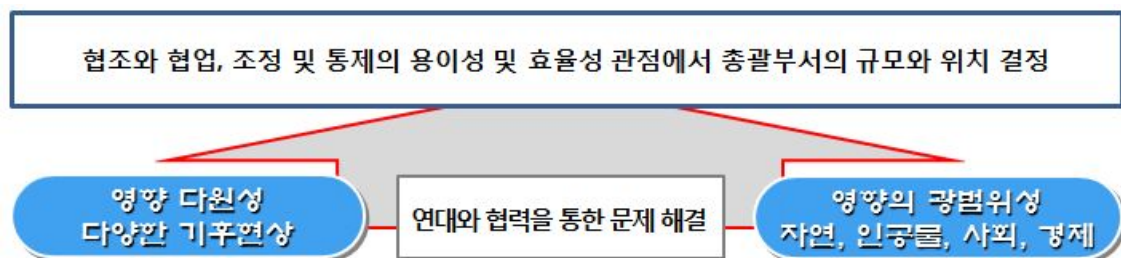 협조와 협업, 조정 및 통제의 용이성 및 효율성 관점에서 총괄부서의 규모와 위치 결정
영향 다원성
다양한 기후현상
연대와 협력을 통한 문제 해결
영향의 광범위성
자연, 인공물, 사회, 경제